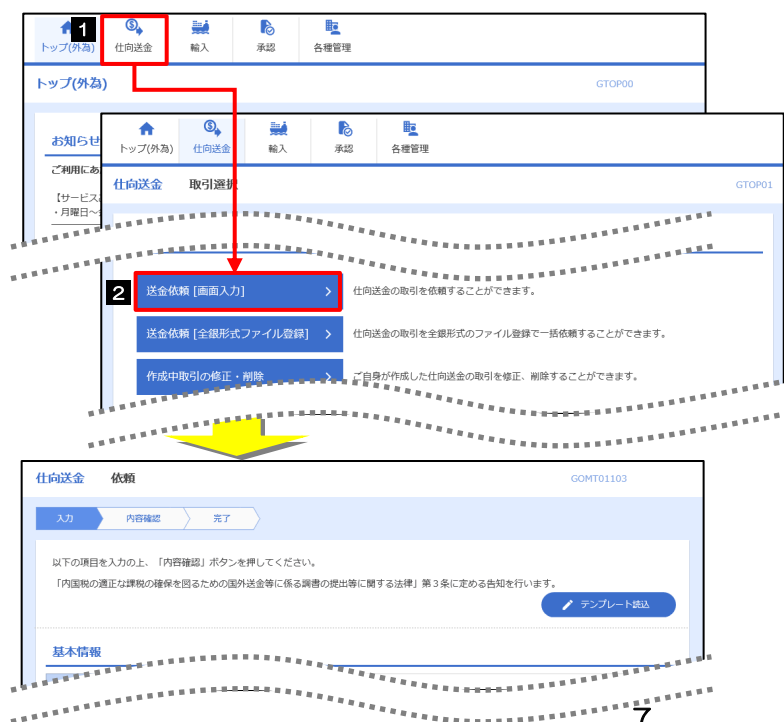 1
トップ(外為) 仕向送金 輸入 承認 各種管理
トップ(外為) GTOP00
お知らせ
ご利用にあ
【サービス
・月曜日～
トップ(外為) 仕向送金 輸入 承認 各種管理
仕向送金 取引選択 GTOP01
2 送金依頼 [画面入力] 仕向送金の取引を依頼することができます。
送金依頼 [全銀形式ファイル登録] 仕向送金の取引を全銀形式のファイル登録で一括依頼することができます。
作成中取引の修正・削除 ご自身が作成した仕向送金の取引を修正、削除することができます。
仕向送金 依頼 GOMT01103
入力 内容確認 完了
以下の項目を入力の上、「内容確認」ボタンを押してください。
「内国税の適正な課税の確保を図るための国外送金等に係る調書の提出等に関する法律」第３条に定める告知を行います。
テンプレート読込
基本情報
7